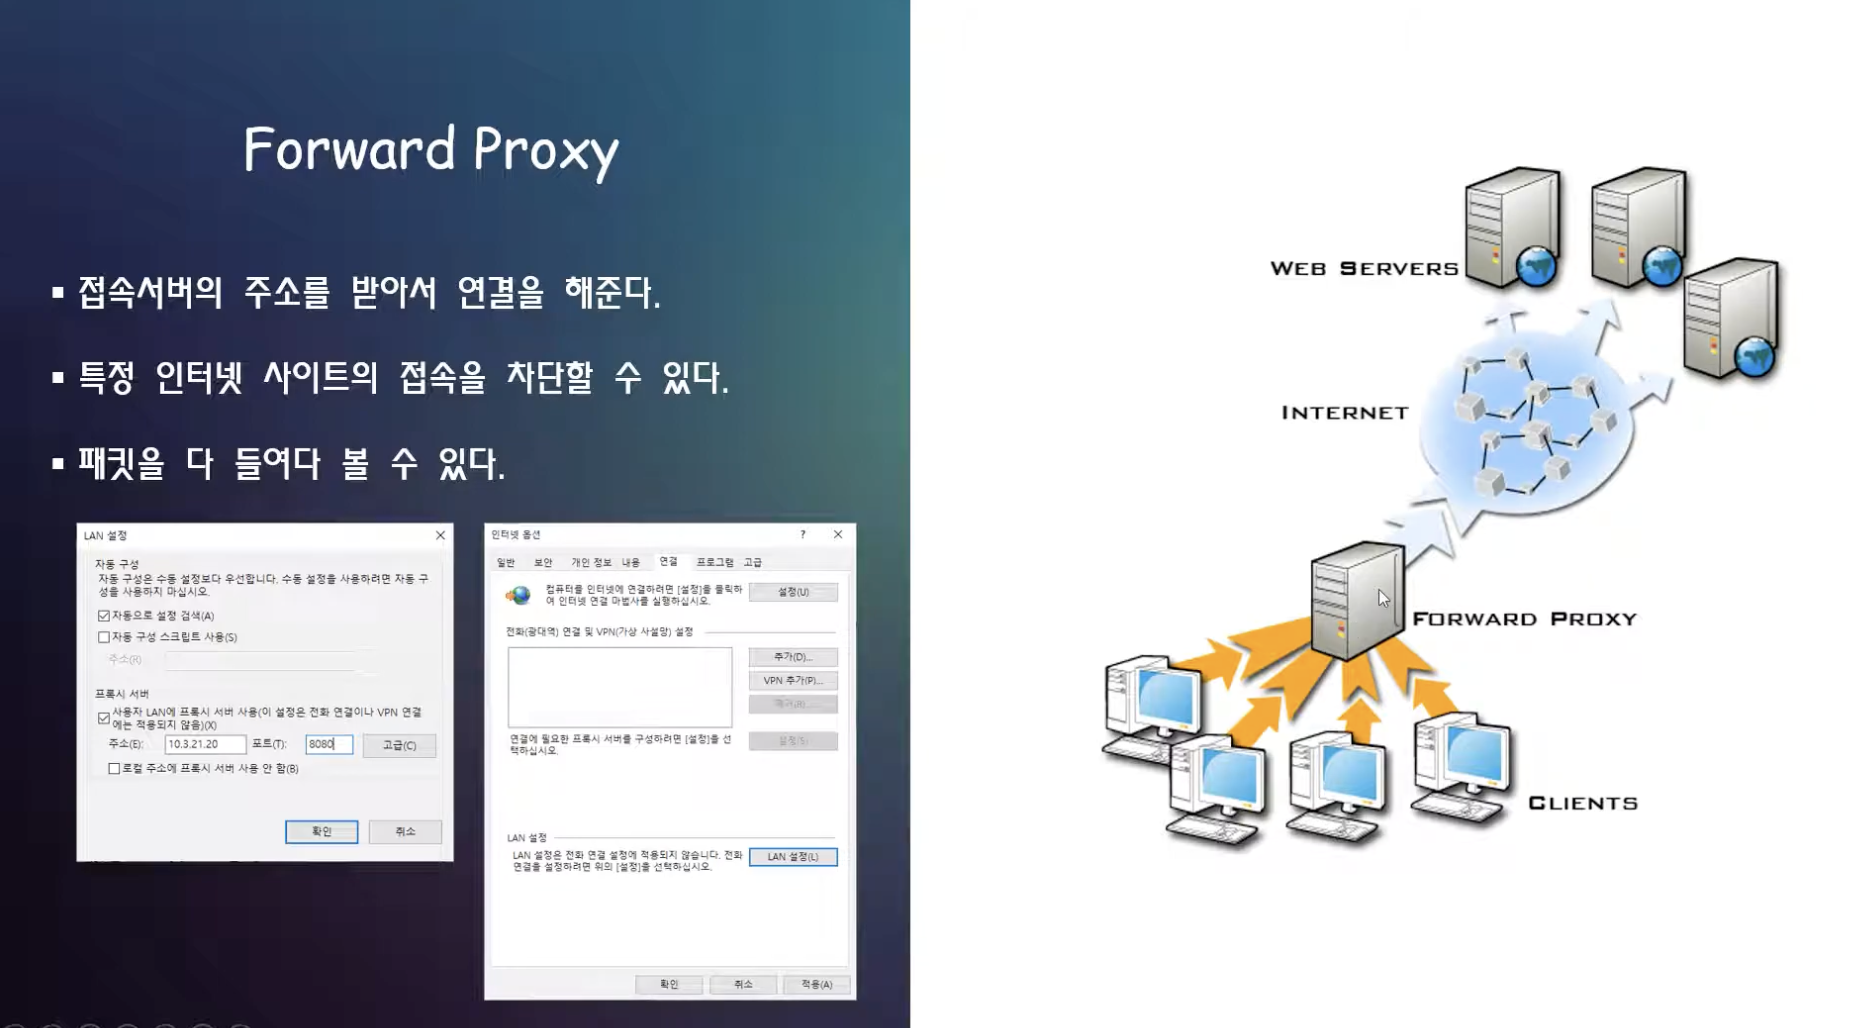 Forward Proxy
▪ 접속서버의 주소를 받아서 연결을 해준다.
▪ 특정 인터넷 사이트의 접속을 차단할 수 있다.
▪ 패킷을 다 들여다 볼 수 있다.
LAN 설정
자동 구성
자동 구성은 수동 설정보다 우선합니다. 수동 설정을 사용하려면 자동 구
성을 사용하지 마십시오.
자동으로 설정 검색(A)
자동 구성 스크립트 사용(S)
주소(R)
프록시 서버
사용자 LAN에 프록시 서버 사용(이 설정은 전화 연결이나 VPN 연결
에는 적용되지 않음)(X)
주소(E): 10.3.21.20 포트(T): 8080 고급(C)
로컬 주소에 프록시 서버 사용 안 함(B)
확인 취소
인터넷 옵션 ?
일반 보안 개인 정보 내용 연결 프로그램 고급
컴퓨터를 인터넷에 연결하려면 [설정]을 클릭하
여 인터넷 연결 마법사를 실행하십시오.
설정(U)
전화(광대역) 연결 및 VPN(가상 사설망) 설정
추가(D)...
VPN 추가(P)...
제거(R)...
연결에 필요한 프록시 서버를 구성하려면 [설정]을 선
택하십시오.
설정(S)
LAN 설정
LAN 설정은 전화 연결 설정에 적용되지 않습니다. 전화
연결을 설정하려면 위의 [설정]을 선택하십시오.
LAN 설정(L)
확인 취소 적용(A)
WEB SERVERS
INTERNET
FORWARD PROXY
CLIENTS